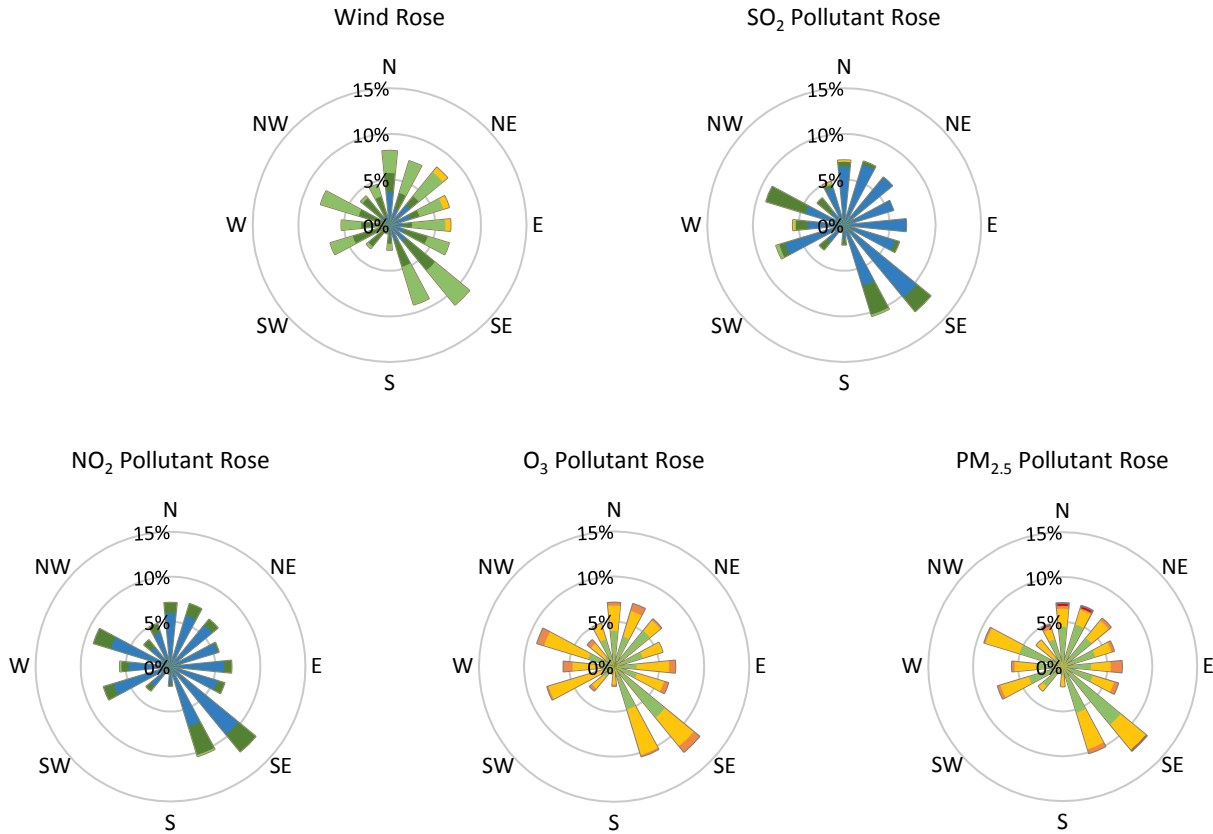 Wind Rose
N
15%
NW
NE
10%
5%
W
0%
E
SW
SE
S
SO₂ Pollutant Rose
N
15%
NW
NE
10%
5%
W
0%
E
SW
SE
S
NO₂ Pollutant Rose
N
15%
NW
NE
10%
5%
W
0%
E
SW
SE
S
O₃ Pollutant Rose
N
15%
NW
NE
10%
5%
W
0%
E
SW
SE
S
PM₂.₅ Pollutant Rose
N
15%
NW
NE
10%
5%
W
0%
E
SW
SE
S